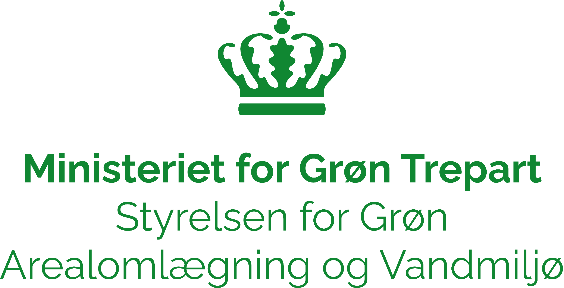 Ministeriet for Grøn Trepart
Styrelsen for Grøn
Arealomlægning og Vandmiljø